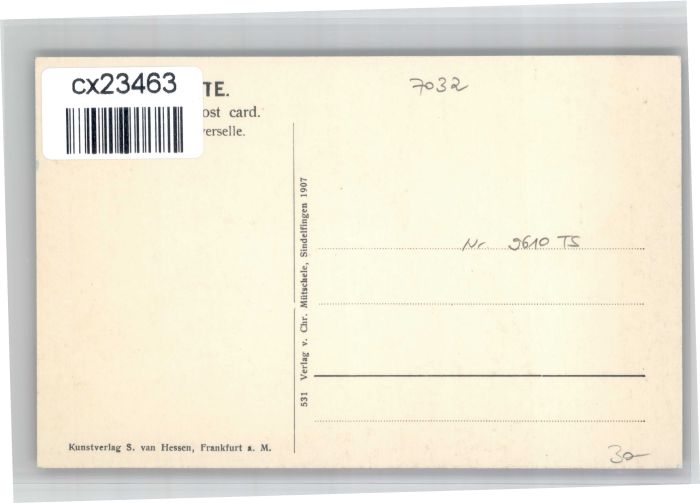 cx23463
TE.
ost card.
verselle.
7032
Nr 9610 TS
531 Verlag v. Chr. Mütschele, Sindelfingen 1907
Kunstverlag S. van Hessen, Frankfurt a. M.
30-